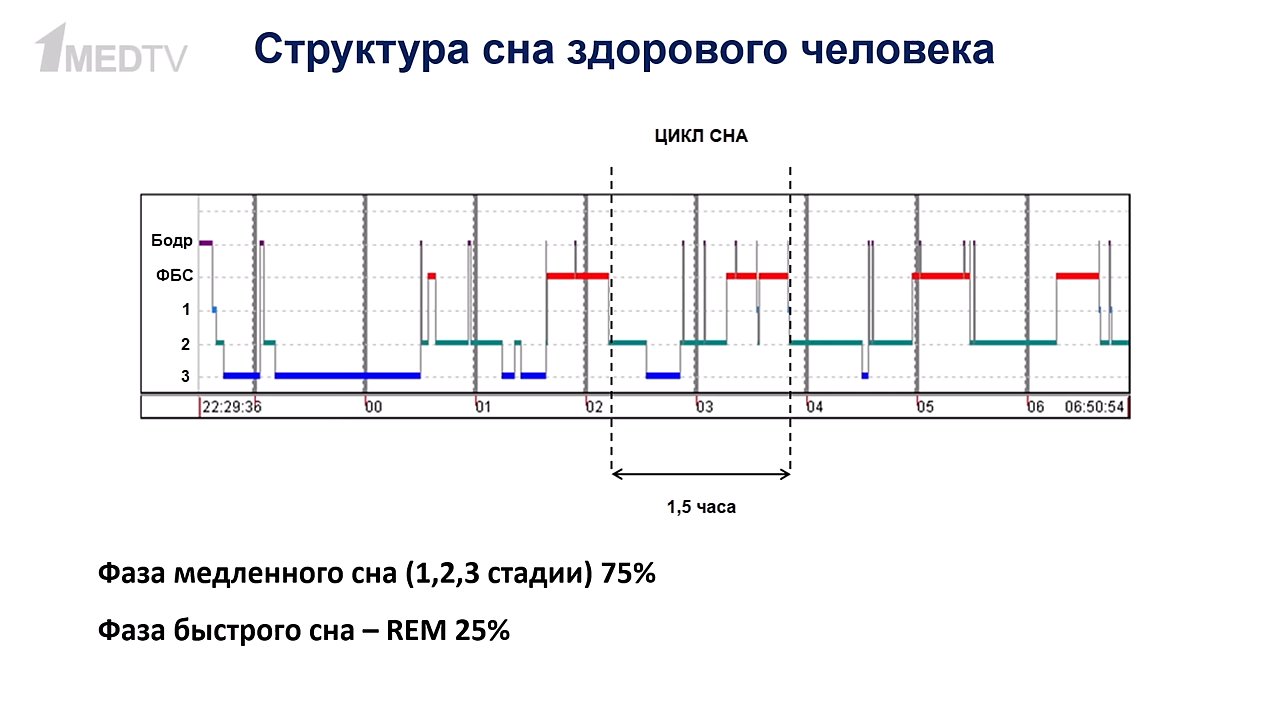 1MEDTV
Структура сна здорового человека
ЦИКЛ СНА
Бодр
ФБС
1
2
3
22:29:36 00 01 02 03 04 05 06 06:50:54
1,5 часа
Фаза медленного сна (1,2,3 стадии) 75%
Фаза быстрого сна – REM 25%